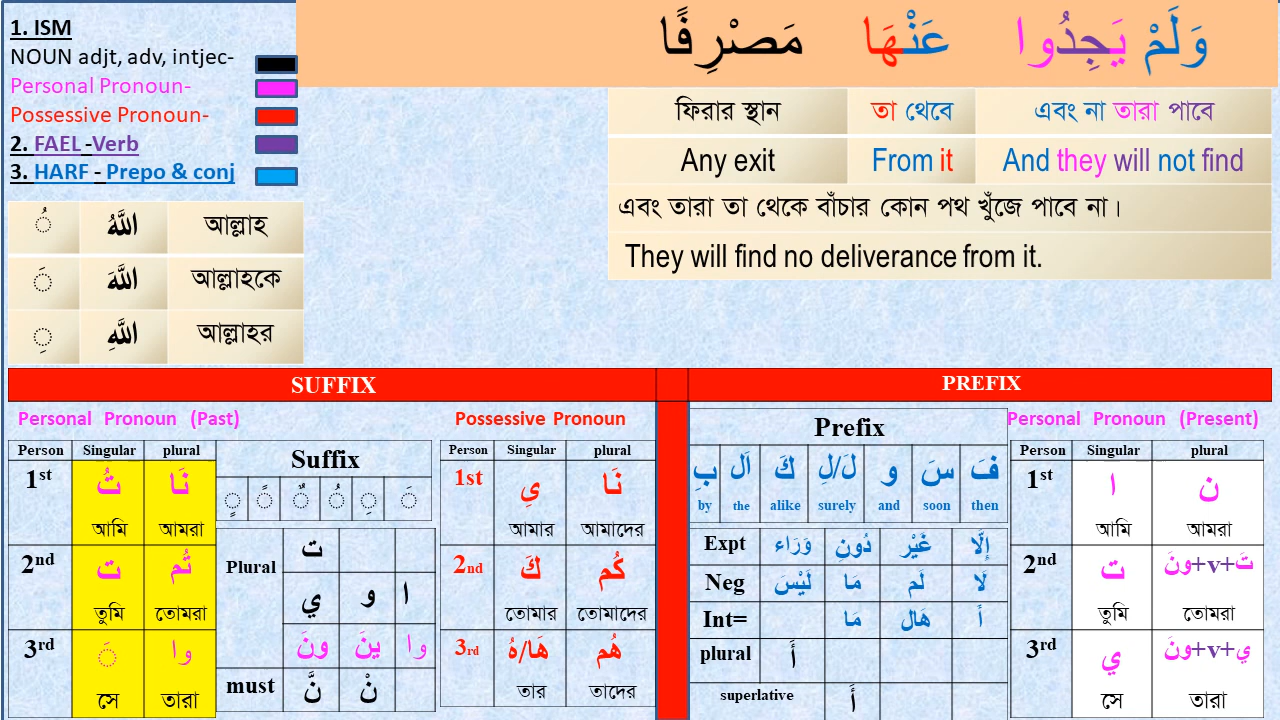 1. ISM
NOUN adjt, adv, intjec-
Personal Pronoun-
Possessive Pronoun-
2. FAEL -Verb
3. HARF - Prepo & conj
وَلَمْ يَجِدُوا عَنْهَا مَصْرِفًا
ফিরার স্থান তা থেবে এবং না তারা পাবে
Any exit From it And they will not find
এবং তারা তা থেকে বাঁচার কোন পথ খুঁজে পাবে না।
They will find no deliverance from it.
ُ اللَّهُ আল্লাহ
َ اللَّهَ আল্লাহকে
ِ اللَّهِ আল্লাহর
SUFFIX
Personal Pronoun (Past)
Person Singular plural
1st تُ نَا
আমি আমরা
2nd ت تُم
তুমি তোমরা
3rd َ وا
সে তারা
Suffix
ٍ ً ٌ ُ ِ َ
Plural ت
ي و ا
ونَ ينَ وا
must نَّ نْ
Possessive Pronoun
Person Singular plural
1st يِ نَا
আমার আমাদের
2nd كَ كُم
তোমার তোমাদের
3rd هَا/هُ هُم
তার তাদের
PREFIX
Prefix
بِ اَل كَ لَ/لِ و سَ فَ
by the alike surely and soon then
Expt وَرَاء دُونِ غَيْر إِلَّا
Neg لَيْسَ مَا لَم لَا
Int= مَا هَال أَ
plural أَ
superlative أَ
Personal Pronoun (Present)
Person Singular plural
1st ا ن
আমি আমরা
2nd ت تَ+v+ونَ
তুমি তোমরা
3rd ي ي+v+ونَ
সে তারা